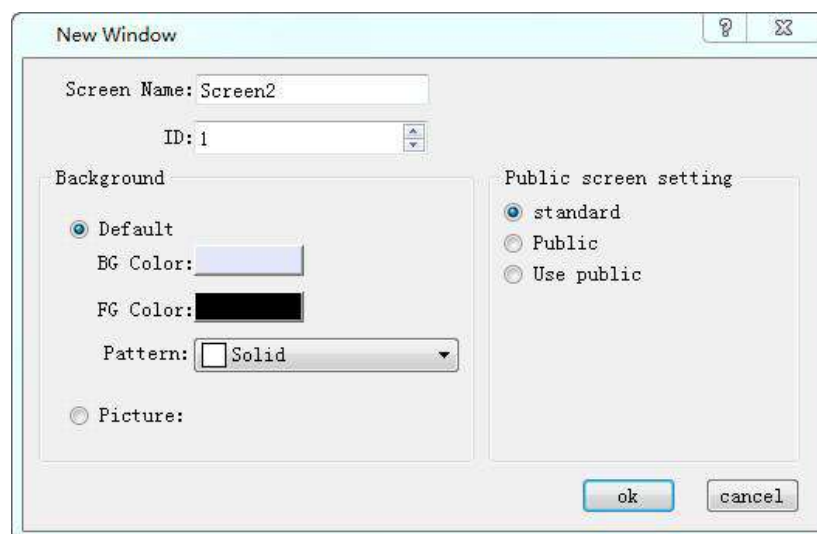 New Window
Screen Name: Screen2
ID: 1
Background
Default
BG Color:
FG Color:
Pattern: Solid
Picture:
Public screen setting
standard
Public
Use public
ok
cancel